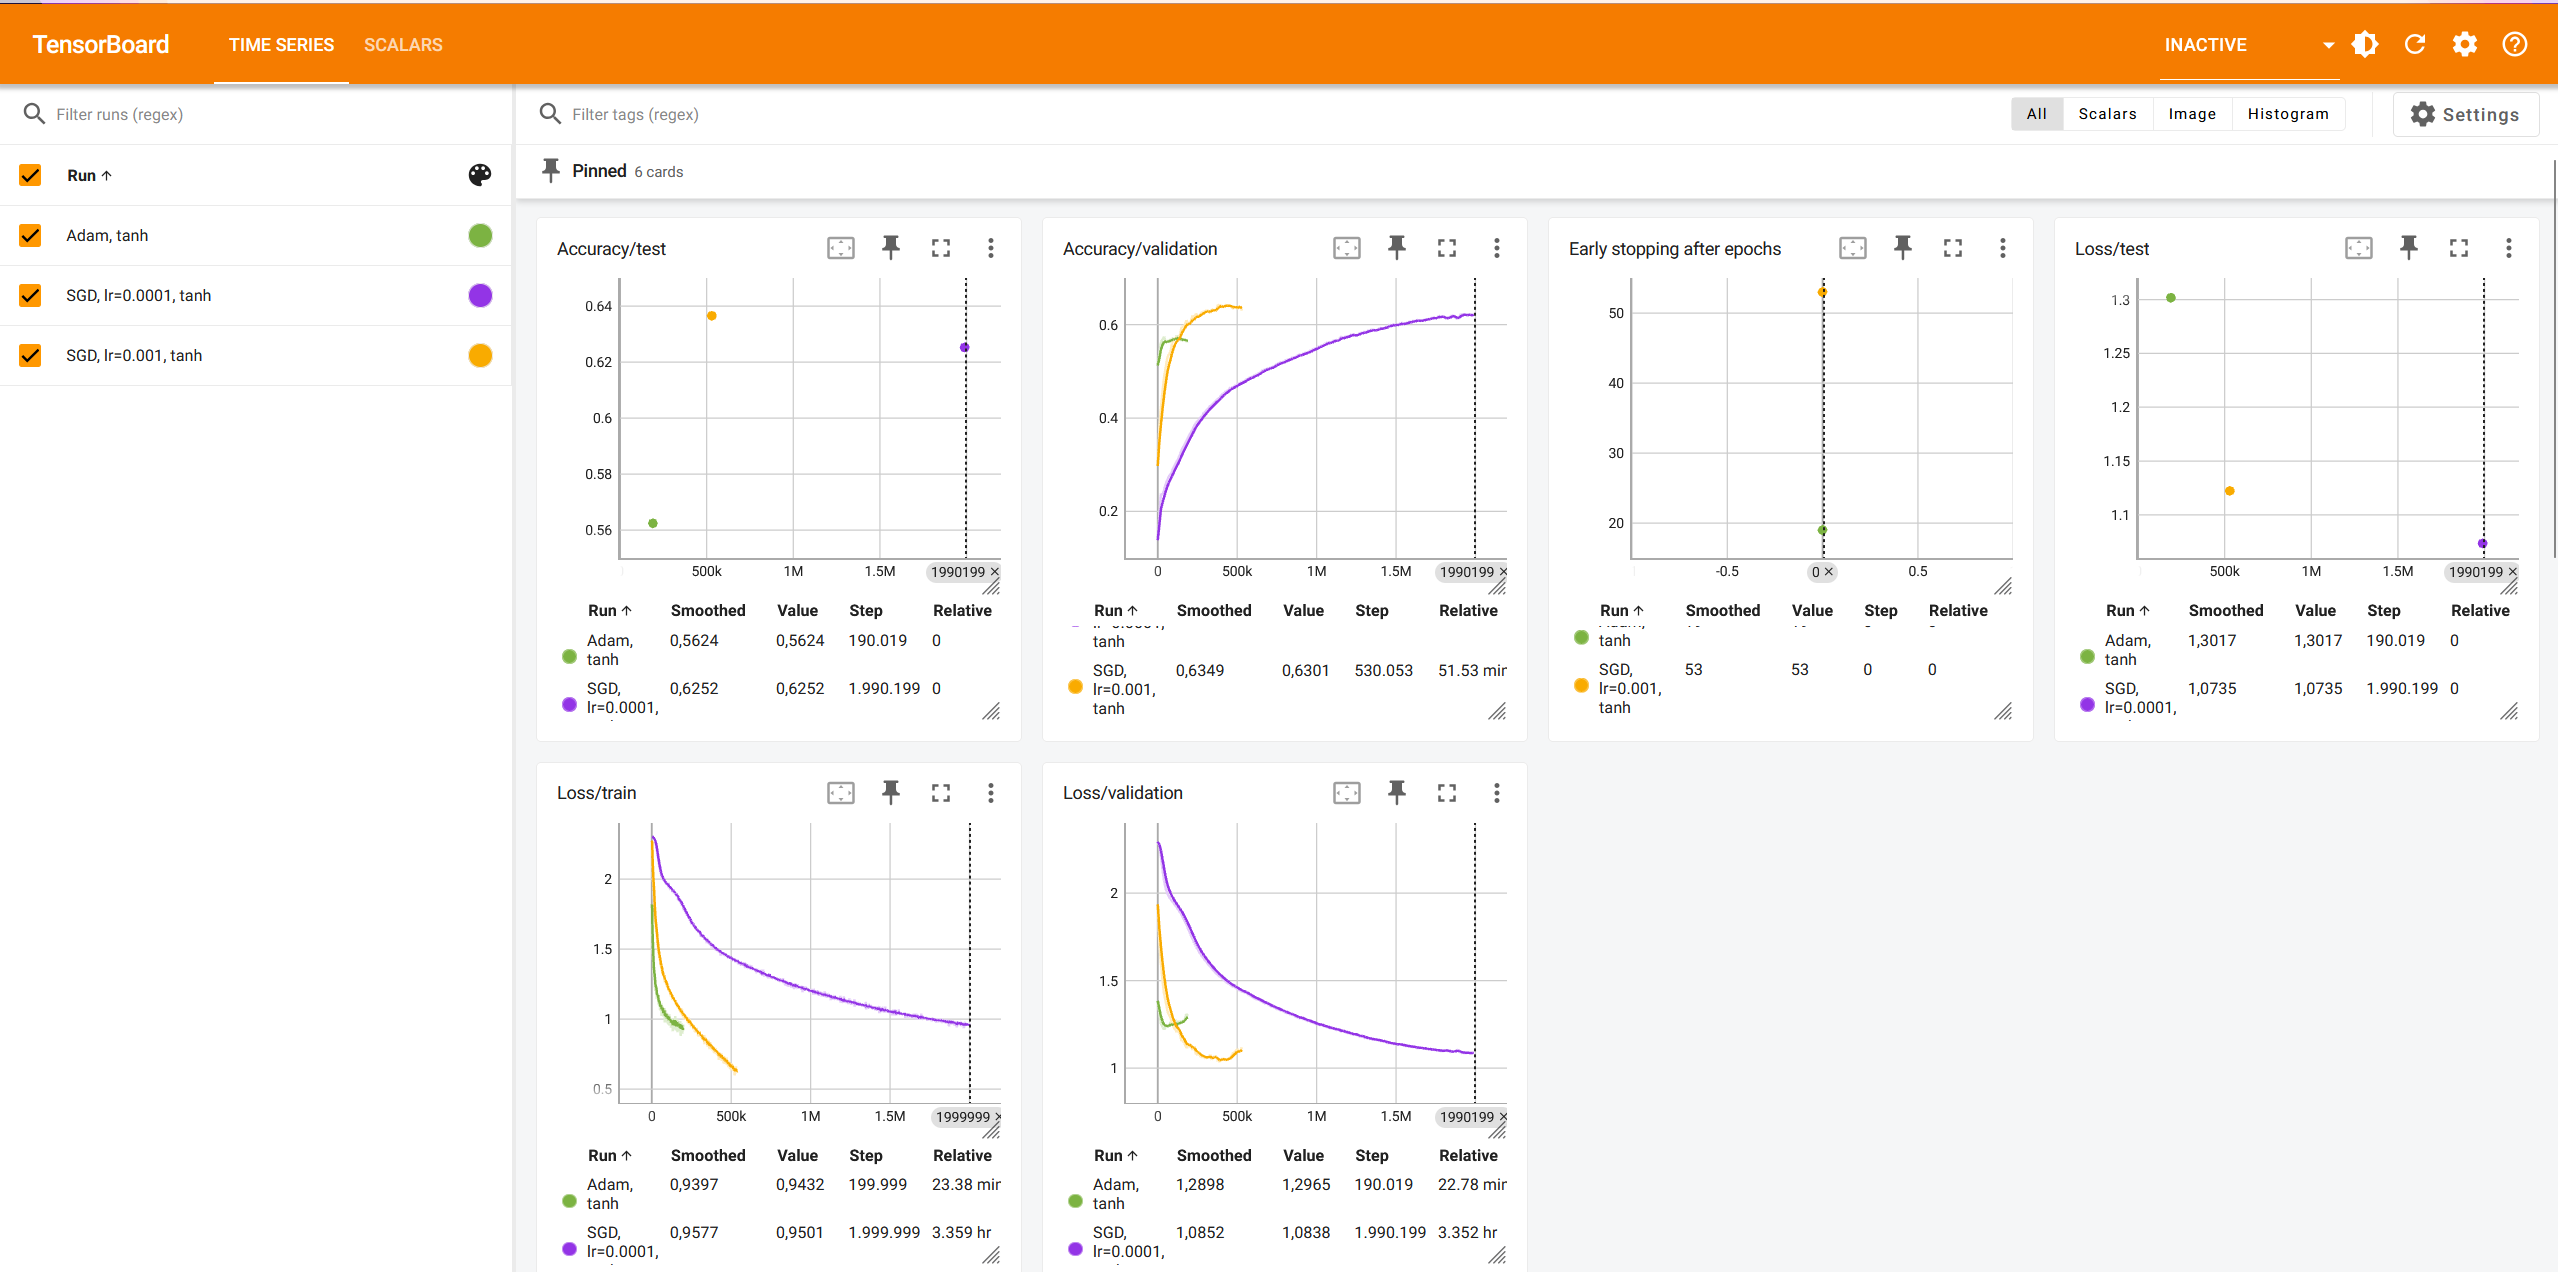 TensorBoard TIME SERIES SCALARS INACTIVE
Filter runs (regex)
Run
Adam, tanh
SGD, lr=0.0001, tanh
SGD, lr=0.001, tanh
Filter tags (regex) All Scalars Image Histogram Settings
Pinned 6 cards
Accuracy/test
0.64
0.62
0.6
0.58
0.56
500k 1M 1.5M 1990199
Run Smoothed Value Step Relative
Adam, 0,5624 0,5624 190.019 0
tanh
SGD, 0,6252 0,6252 1.990.199 0
lr=0.0001,
Accuracy/validation
0.6
0.4
0.2
0 500k 1M 1.5M 1990199
Run Smoothed Value Step Relative
tanh
SGD, 0,6349 0,6301 530.053 51.53 min
lr=0.001,
tanh
Early stopping after epochs
50
40
30
20
-0.5 0 0.5
Run Smoothed Value Step Relative
tanh
SGD, 53 53 0 0
lr=0.001,
tanh
Loss/test
1.3
1.25
1.2
1.15
1.1
500k 1M 1.5M 1990199
Run Smoothed Value Step Relative
Adam, 1,3017 1,3017 190.019 0
tanh
SGD, 1,0735 1,0735 1.990.199 0
lr=0.0001,
Loss/train
2
1.5
1
0.5
0 500k 1M 1.5M 1999999
Run Smoothed Value Step Relative
Adam, 0,9397 0,9432 199.999 23.38 min
tanh
SGD, 0,9577 0,9501 1.999.999 3.359 hr
lr=0.0001,
Loss/validation
2
1.5
1
0 500k 1M 1.5M 1990199
Run Smoothed Value Step Relative
Adam, 1,2898 1,2965 190.019 22.78 min
tanh
SGD, 1,0852 1,0838 1.990.199 3.352 hr
lr=0.0001,